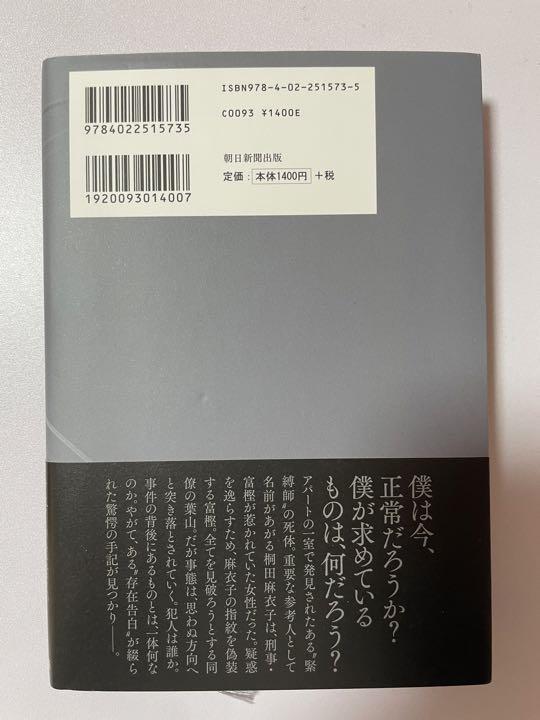 ISBN978-4-02-251573-5
C0093 ¥1400E
9784022515735
朝日新聞出版
定価:本体1400円+税
1920093014007
僕は今、
正常だろうか?
僕が求めている
ものは、何だろう?
アパートの一室で発見されたある〝緊
縛師〟の死体。重要な参考人として
名前があがる桐田麻衣子は、刑事・
富樫が惹かれていた女性だった。疑惑
を逸らすため、麻衣子の指紋を偽装
する富樫。全てを見破ろうとする同
僚の葉山。だが事態は、思わぬ方向へ
と突き落とされていく。犯人は誰か。
事件の背後にあるものとは、一体何な
のか。やがて、ある〝存在告白〟が綴ら
れた驚愕の手記が見つかり――。